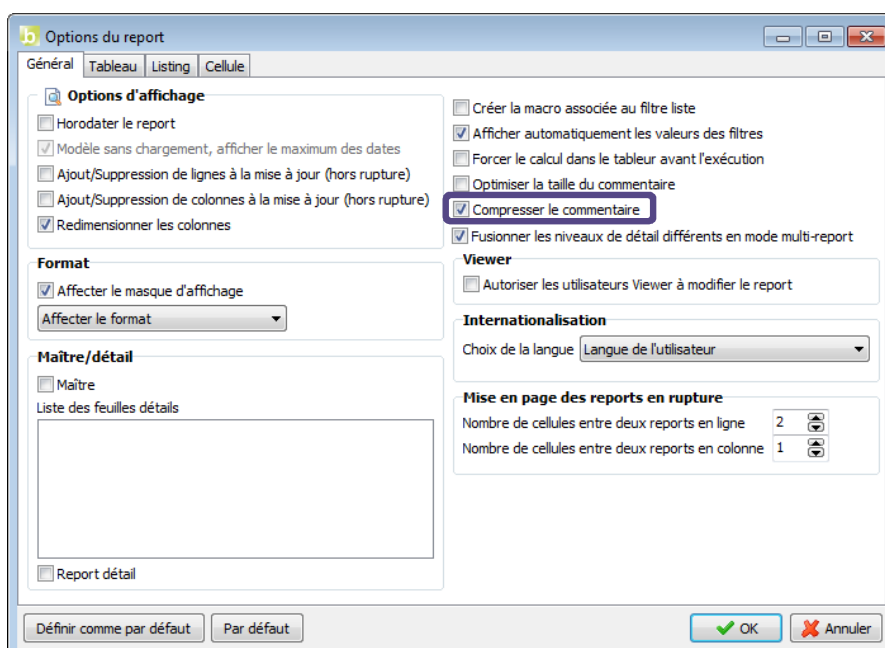 Options du report
Général Tableau Listing Cellule
Options d'affichage
Horodater le report
Modèle sans chargement, afficher le maximum des dates
Ajout/Suppression de lignes à la mise à jour (hors rupture)
Ajout/Suppression de colonnes à la mise à jour (hors rupture)
Redimensionner les colonnes
Format
Affecter le masque d'affichage
Affecter le format
Maître/détail
Maître
Liste des feuilles détails
Report détail
Créer la macro associée au filtre liste
Afficher automatiquement les valeurs des filtres
Forcer le calcul dans le tableur avant l'exécution
Optimiser la taille du commentaire
Compresser le commentaire
Fusionner les niveaux de détail différents en mode multi-report
Viewer
Autoriser les utilisateurs Viewer à modifier le report
Internationalisation
Choix de la langue Langue de l'utilisateur
Mise en page des reports en rupture
Nombre de cellules entre deux reports en ligne 2
Nombre de cellules entre deux reports en colonne 1
Définir comme par défaut Par défaut OK Annuler